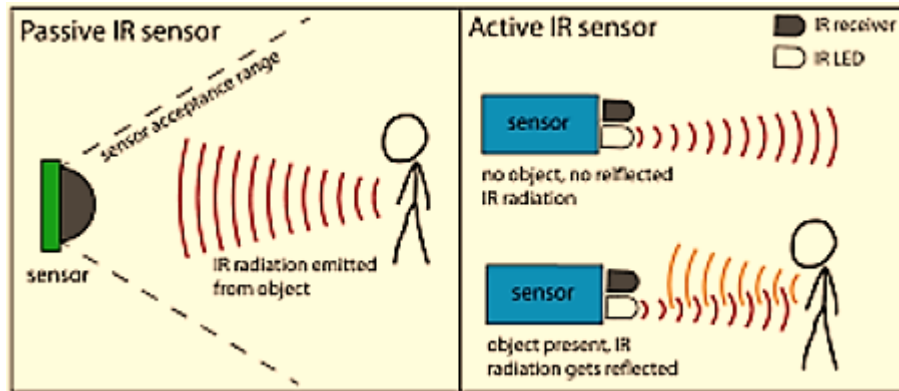 Passive IR sensor
sensor acceptance range
sensor
IR radiation emitted
from object
Active IR sensor
IR receiver
IR LED
sensor
no object, no relflected
IR radiation
sensor
object present, IR
radiation gets reflected